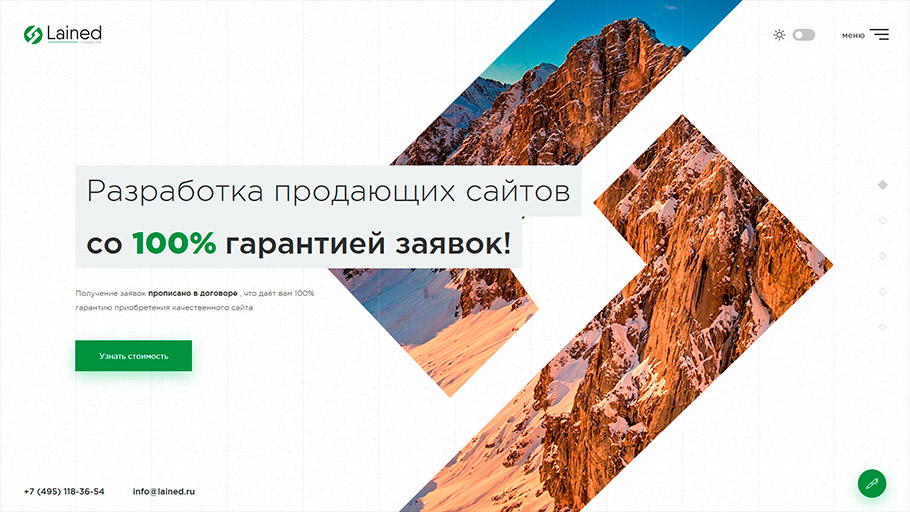 Lained
меню
Разработка продающих сайтов
со 100% гарантией заявок!
Получение заявок прописано в договоре , что даёт вам 100%
гарантию приобретения качественного сайта
Узнать стоимость
+7 (495) 118-36-54
info@lained.ru